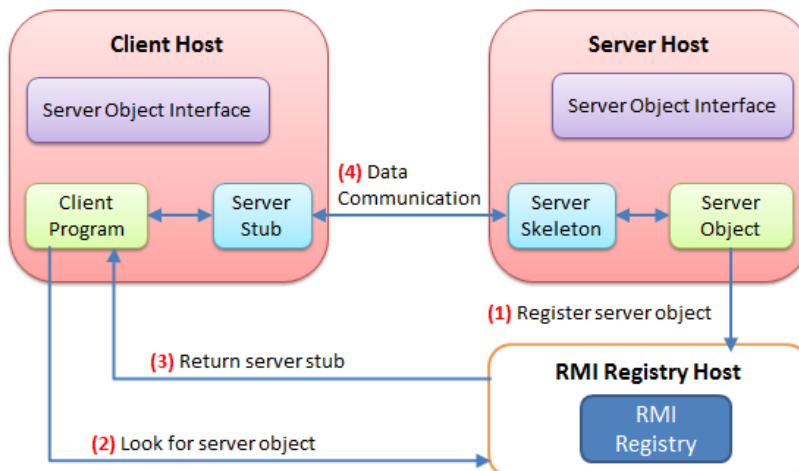 Client Host
Server Object Interface
Client
Program
Server
Stub
(4) Data
Communication
Server Host
Server Object Interface
Server
Skeleton
Server
Object
(1) Register server object
(3) Return server stub
(2) Look for server object
RMI Registry Host
RMI
Registry